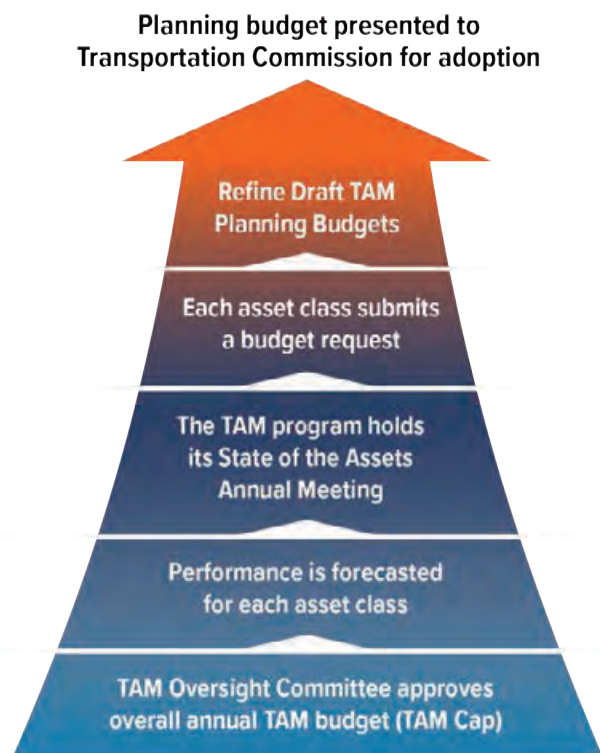 Planning budget presented to
Transportation Commission for adoption
Refine Draft TAM
Planning Budgets
Each asset class submits
a budget request
The TAM program holds
its State of the Assets
Annual Meeting
Performance is forecasted
for each asset class
TAM Oversight Committee approves
overall annual TAM budget (TAM Cap)